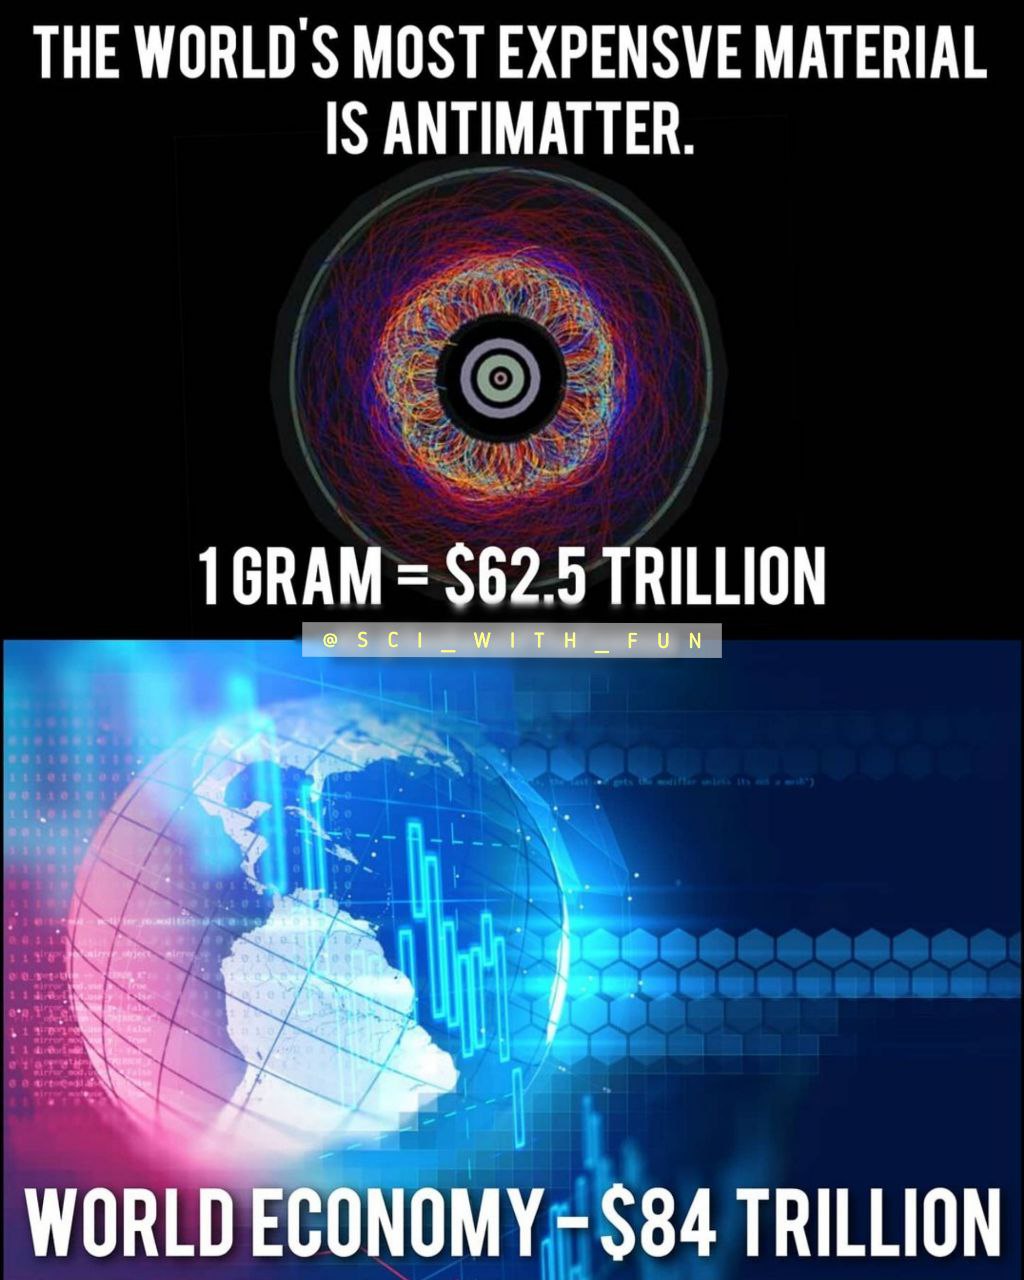 THE WORLD'S MOST EXPENSVE MATERIAL
IS ANTIMATTER.
1 GRAM = $62.5 TRILLION
@SCI_WITH_FUN
WORLD ECONOMY - $84 TRILLION